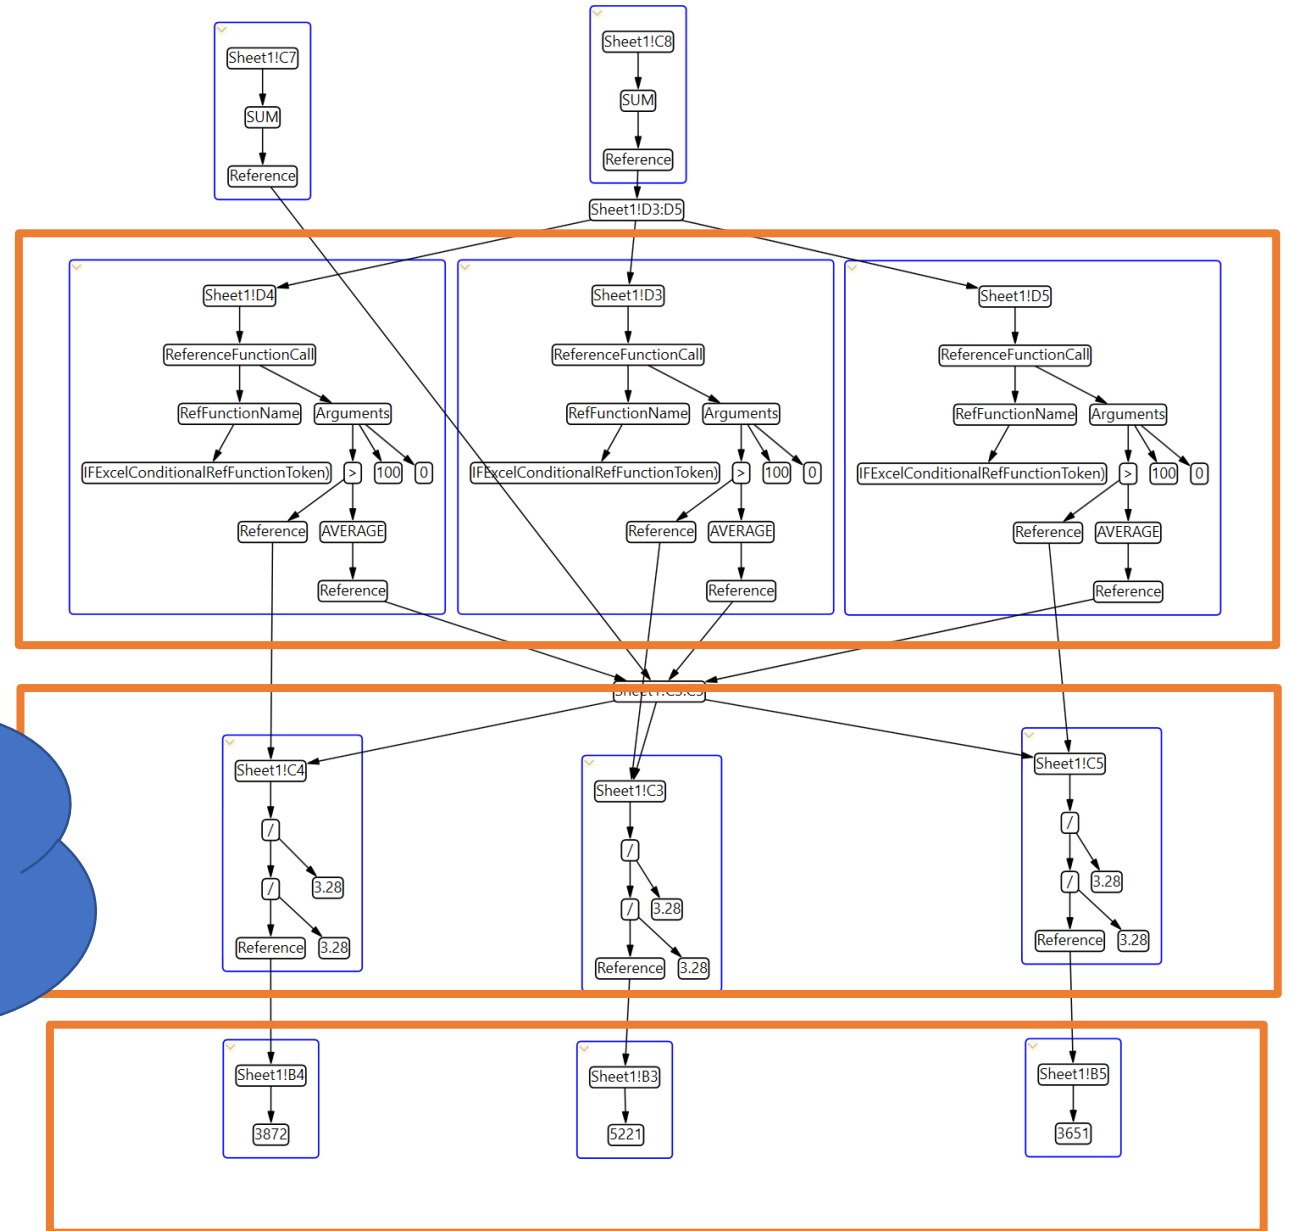 Sheet1!C7
SUM
Reference
Sheet1!C8
SUM
Reference
Sheet1!D3:D5
Sheet1!D4
ReferenceFunctionCall
RefFunctionName
Arguments
IFExcelConditionalRefFunctionToken)
>
100
0
Reference
AVERAGE
Reference
Sheet1!D3
ReferenceFunctionCall
RefFunctionName
Arguments
IFExcelConditionalRefFunctionToken)
>
100
0
Reference
AVERAGE
Reference
Sheet1!D5
ReferenceFunctionCall
RefFunctionName
Arguments
IFExcelConditionalRefFunctionToken)
>
100
0
Reference
AVERAGE
Reference
Sheet1!C3:C5
Sheet1!C4
/
/
3.28
Reference
3.28
Sheet1!C3
/
/
3.28
Reference
3.28
Sheet1!C5
/
/
3.28
Reference
3.28
Sheet1!B4
3872
Sheet1!B3
5221
Sheet1!B5
3651